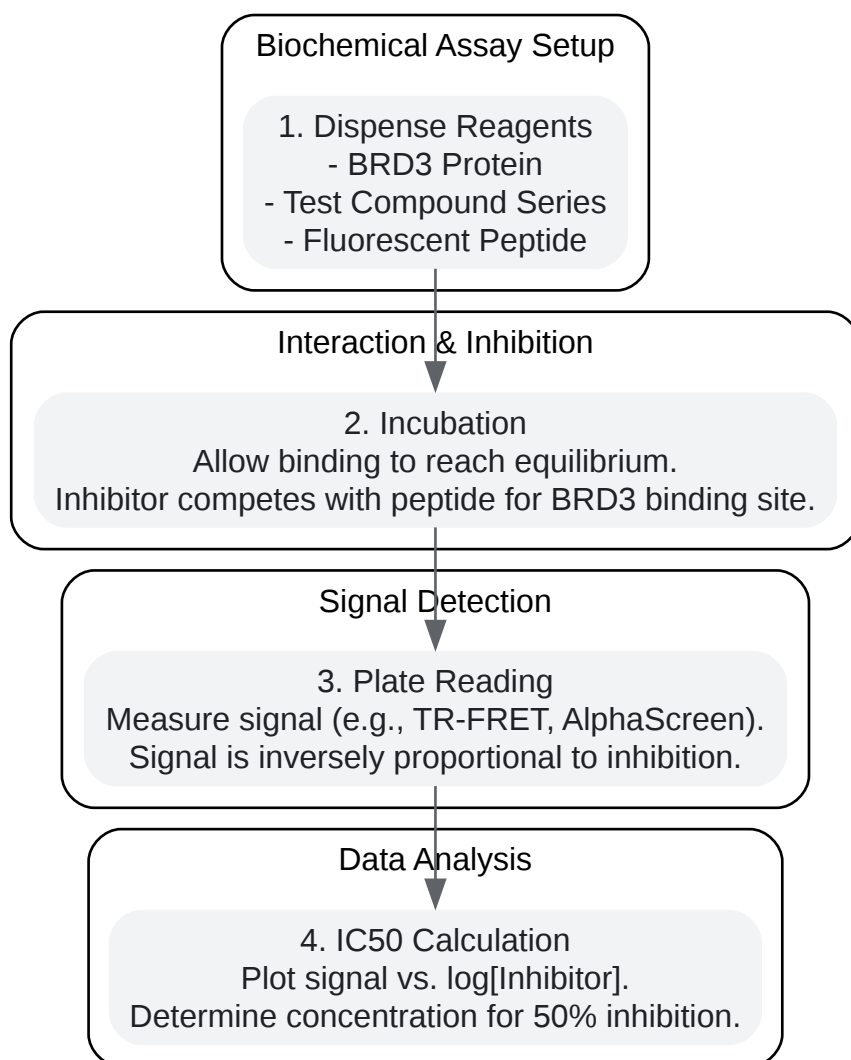 Biochemical Assay Setup
1. Dispense Reagents
- BRD3 Protein
- Test Compound Series
- Fluorescent Peptide
Interaction & Inhibition
2. Incubation
Allow binding to reach equilibrium.
Inhibitor competes with peptide for BRD3 binding site.
Signal Detection
3. Plate Reading
Measure signal (e.g., TR-FRET, AlphaScreen).
Signal is inversely proportional to inhibition.
Data Analysis
4. IC50 Calculation
Plot signal vs. log[Inhibitor].
Determine concentration for 50% inhibition.